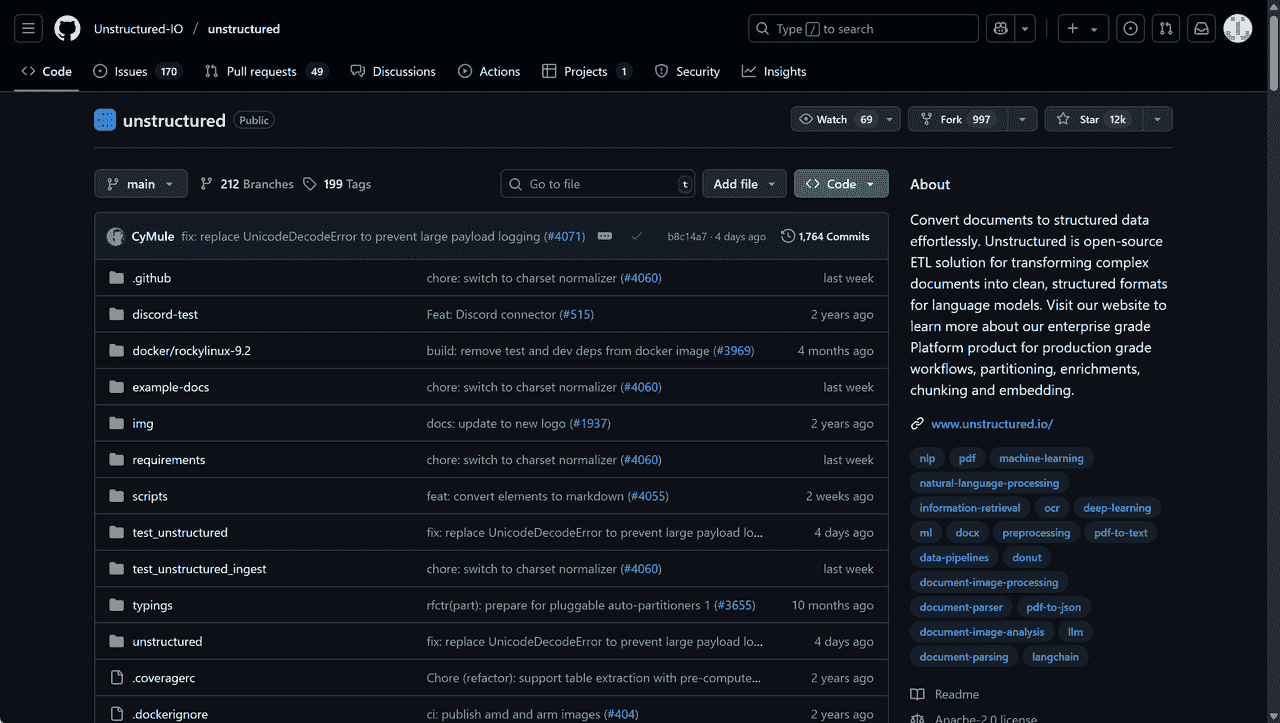 Unstructured-IO / unstructured
Type / to search
Code
Issues 170
Pull requests 49
Discussions
Actions
Projects 1
Security
Insights
unstructured Public
Watch 69
Fork 997
Star 12k
main
212 Branches
199 Tags
Go to file t
Add file
Code
CyMule fix: replace UnicodeDecodeError to prevent large payload logging (#4071) b8c14a7 · 4 days ago 1,764 Commits
.github chore: switch to charset normalizer (#4060) last week
discord-test Feat: Discord connector (#515) 2 years ago
docker/rockylinux-9.2 build: remove test and dev deps from docker image (#3969) 4 months ago
example-docs chore: switch to charset normalizer (#4060) last week
img docs: update to new logo (#1937) 2 years ago
requirements chore: switch to charset normalizer (#4060) last week
scripts feat: convert elements to markdown (#4055) 2 weeks ago
test_unstructured fix: replace UnicodeDecodeError to prevent large payload lo... 4 days ago
test_unstructured_ingest chore: switch to charset normalizer (#4060) last week
typings rfctr(part): prepare for pluggable auto-partitioners 1 (#3655) 10 months ago
unstructured fix: replace UnicodeDecodeError to prevent large payload lo... 4 days ago
.coveragerc Chore (refactor): support table extraction with pre-compute... 2 years ago
.dockerignore ci: publish amd and arm images (#404) 2 years ago
About
Convert documents to structured data
effortlessly. Unstructured is open-source
ETL solution for transforming complex
documents into clean, structured formats
for language models. Visit our website to
learn more about our enterprise grade
Platform product for production grade
workflows, partitioning, enrichments,
chunking and embedding.
www.unstructured.io/
nlp pdf machine-learning
natural-language-processing
information-retrieval ocr deep-learning
ml docx preprocessing pdf-to-text
data-pipelines donut
document-image-processing
document-parser pdf-to-json
document-image-analysis llm
document-parsing langchain
Readme
Apache-2.0 license